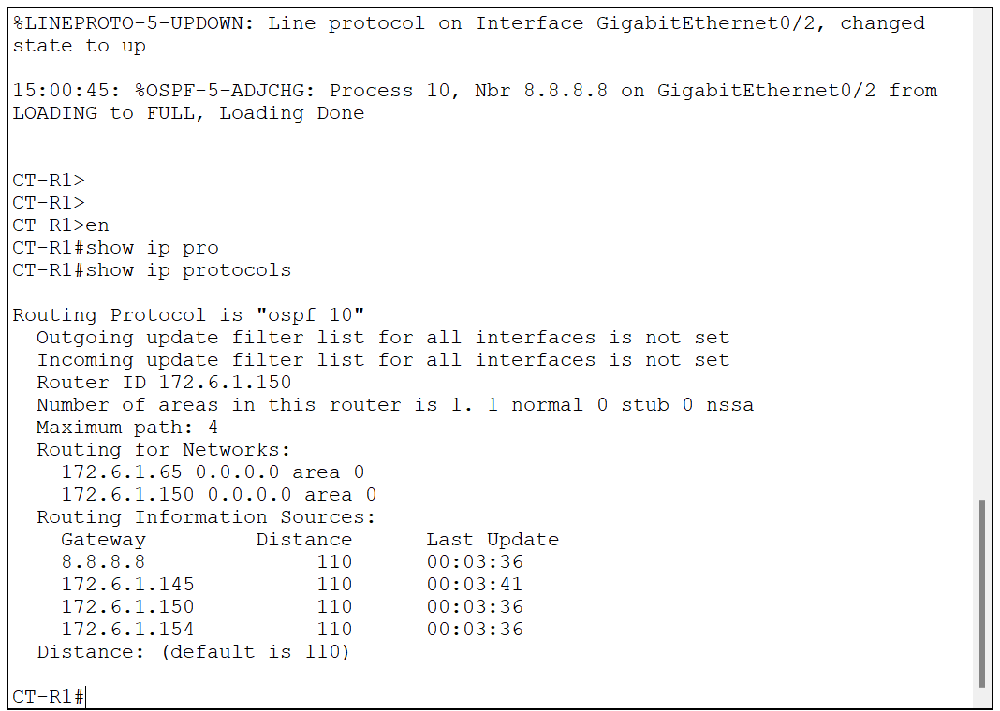 %LINEPROTO-5-UPDOWN: Line protocol on Interface GigabitEthernet0/2, changed
state to up
15:00:45: %OSPF-5-ADJCHG: Process 10, Nbr 8.8.8.8 on GigabitEthernet0/2 from
LOADING to FULL, Loading Done
CT-R1>
CT-R1>
CT-R1>en
CT-R1#show ip pro
CT-R1#show ip protocols
Routing Protocol is "ospf 10"
  Outgoing update filter list for all interfaces is not set
  Incoming update filter list for all interfaces is not set
  Router ID 172.6.1.150
  Number of areas in this router is 1. 1 normal 0 stub 0 nssa
  Maximum path: 4
  Routing for Networks:
    172.6.1.65 0.0.0.0 area 0
    172.6.1.150 0.0.0.0 area 0
  Routing Information Sources:
    Gateway         Distance      Last Update
    8.8.8.8              110      00:03:36
    172.6.1.145          110      00:03:41
    172.6.1.150          110      00:03:36
    172.6.1.154          110      00:03:36
  Distance: (default is 110)
CT-R1#